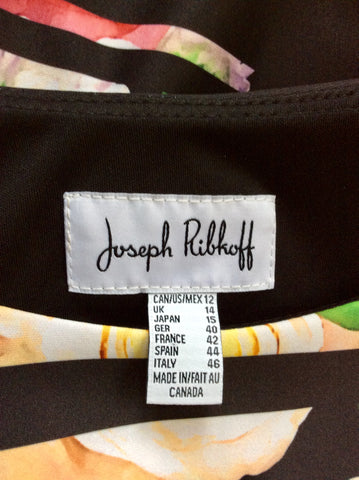 Joseph Ribkoff
CAN/US/MEX 12
UK 14
JAPAN 15
GER 40
FRANCE 42
SPAIN 44
ITALY 46
MADE IN/FAIT AU
CANADA